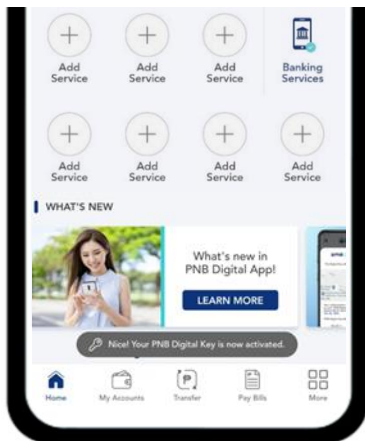 Add Service
Add Service
Add Service
Banking Services
Add Service
Add Service
Add Service
Add Service
WHAT'S NEW
What's new in
PNB Digital App!
LEARN MORE
Nice! Your PNB Digital Key is now activated.
Home
My Accounts
Transfer
Pay Bills
More